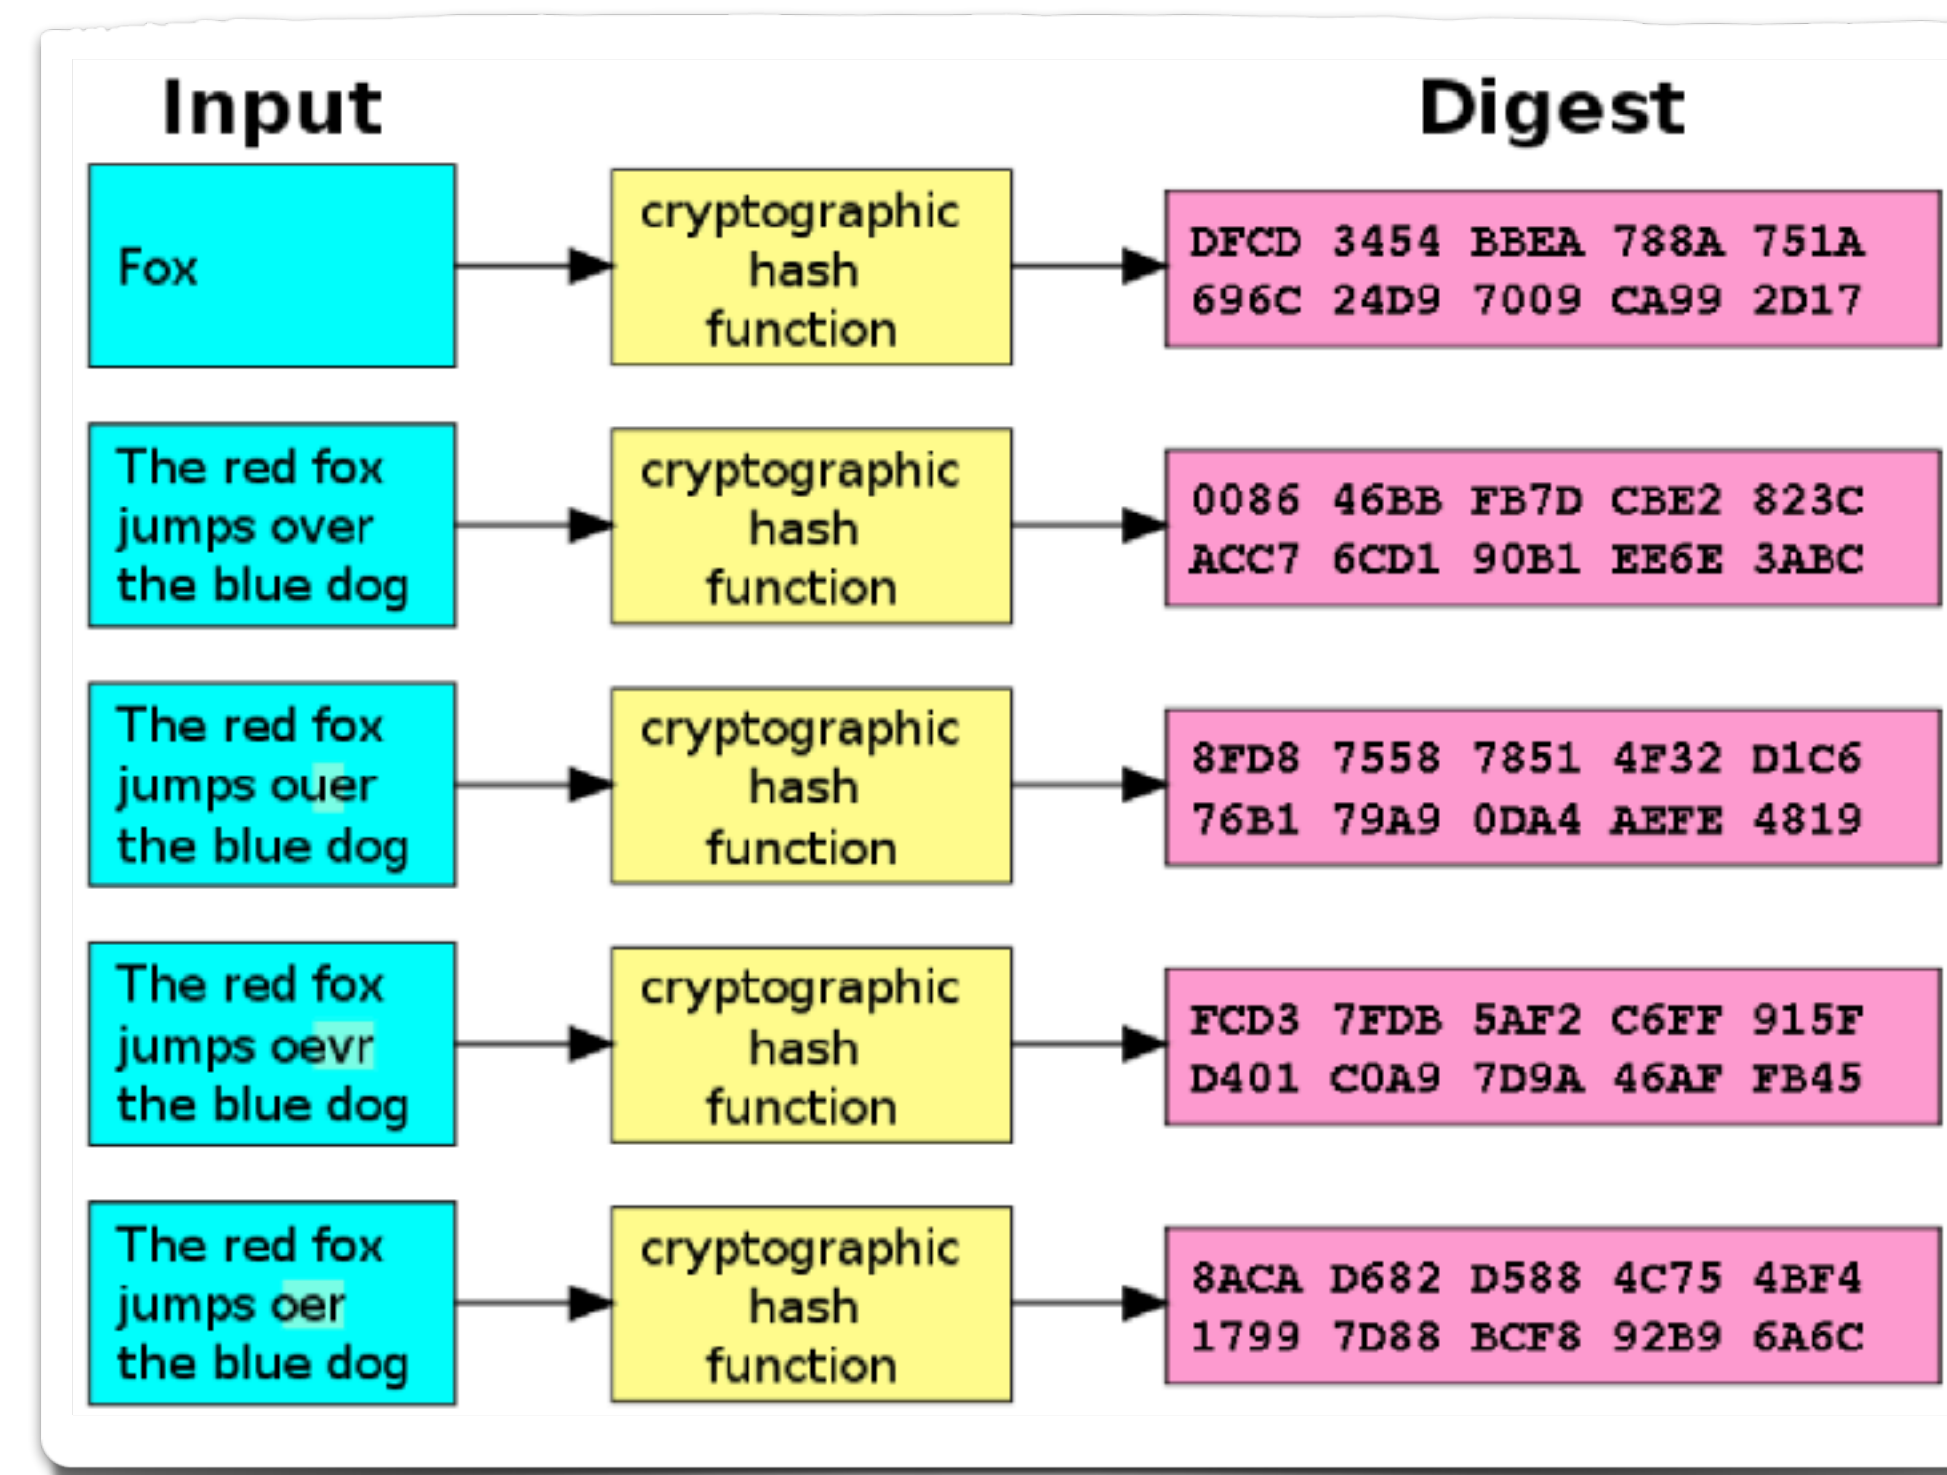 Input
Digest
Fox
cryptographic
hash
function
DFCD 3454 BBEA 788A 751A
696C 24D9 7009 CA99 2D17
The red fox
jumps over
the blue dog
cryptographic
hash
function
0086 46BB FB7D CBE2 823C
ACC7 6CD1 90B1 EE6E 3ABC
The red fox
jumps ouer
the blue dog
cryptographic
hash
function
8FD8 7558 7851 4F32 D1C6
76B1 79A9 0DA4 AEFE 4819
The red fox
jumps oevr
the blue dog
cryptographic
hash
function
FCD3 7FDB 5AF2 C6FF 915F
D401 C0A9 7D9A 46AF FB45
The red fox
jumps oer
the blue dog
cryptographic
hash
function
8ACA D682 D588 4C75 4BF4
1799 7D88 BCF8 92B9 6A6C